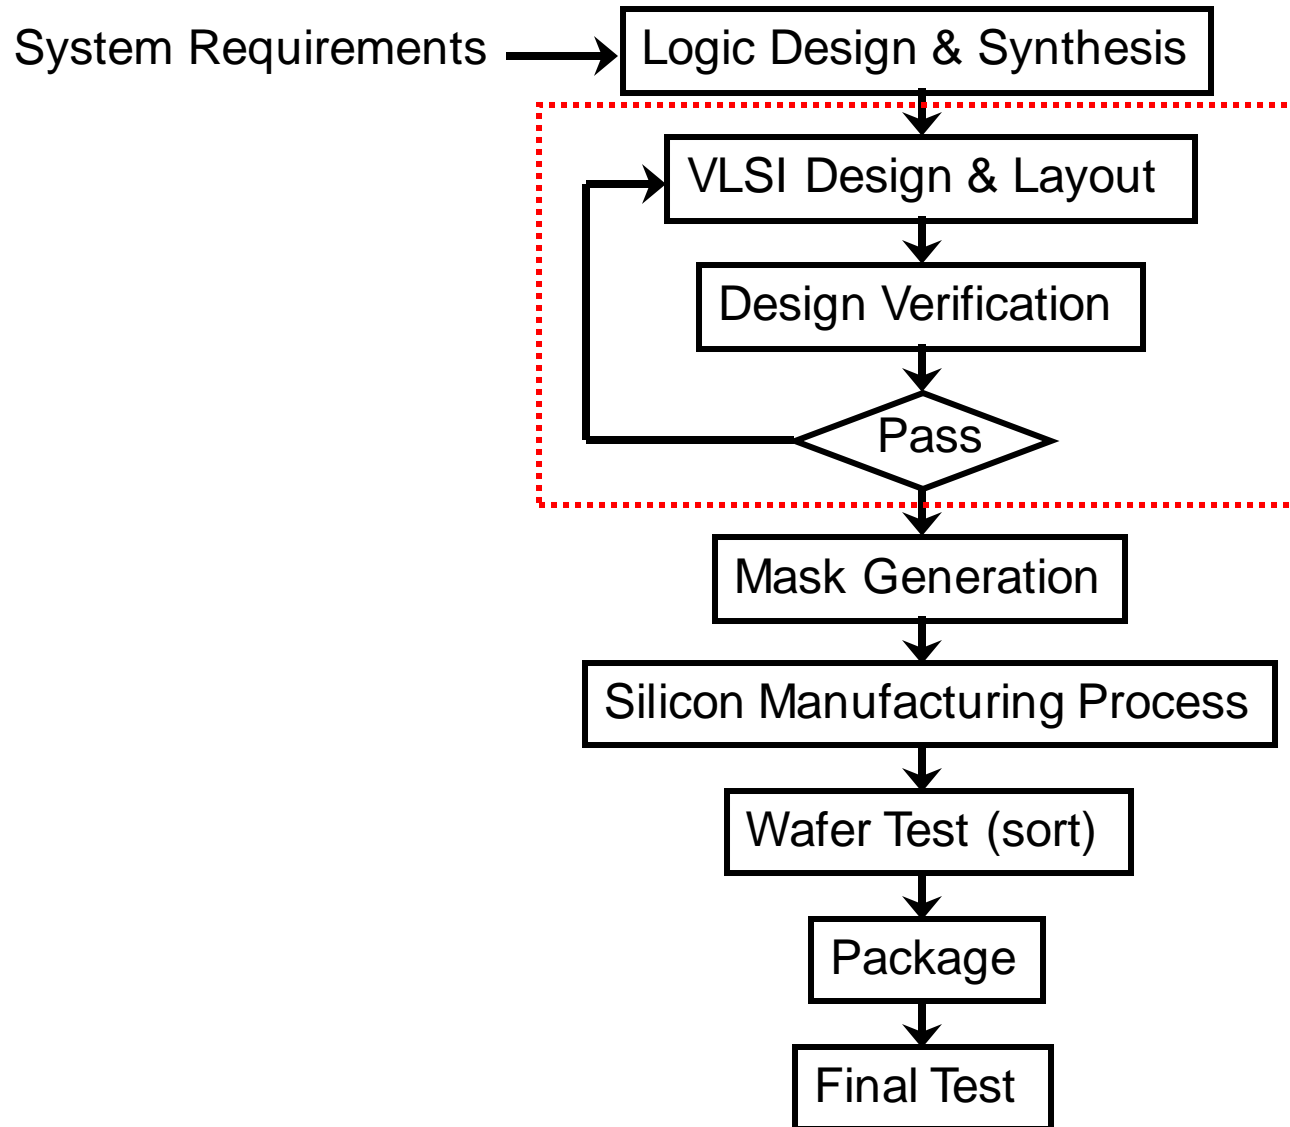 System Requirements
Logic Design & Synthesis
VLSI Design & Layout
Design Verification
Pass
Mask Generation
Silicon Manufacturing Process
Wafer Test (sort)
Package
Final Test